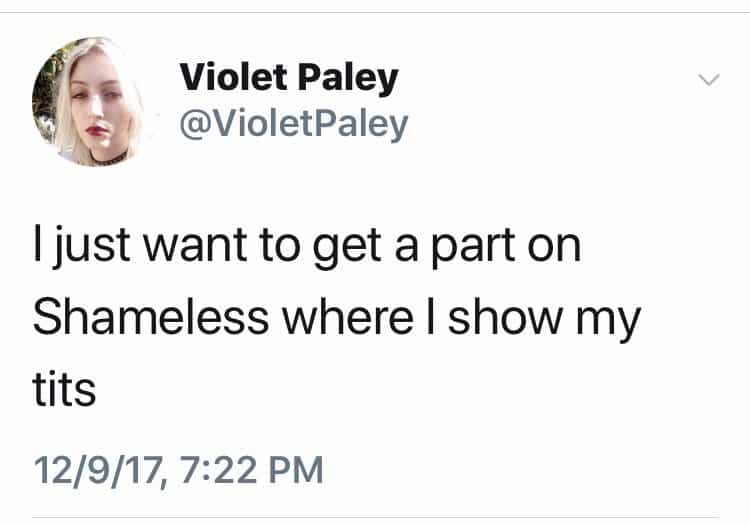 Violet Paley
@VioletPaley
I just want to get a part on
Shameless where I show my
tits
12/9/17, 7:22 PM